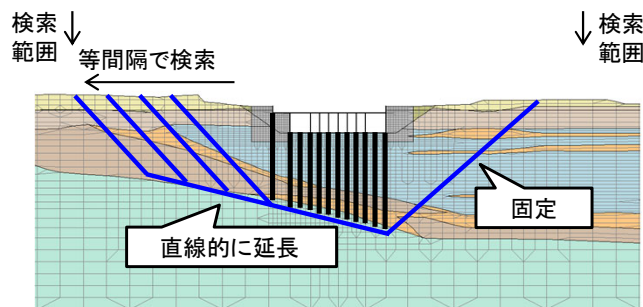 検索
範囲
等間隔で検索
検索
範囲
固定
直線的に延長